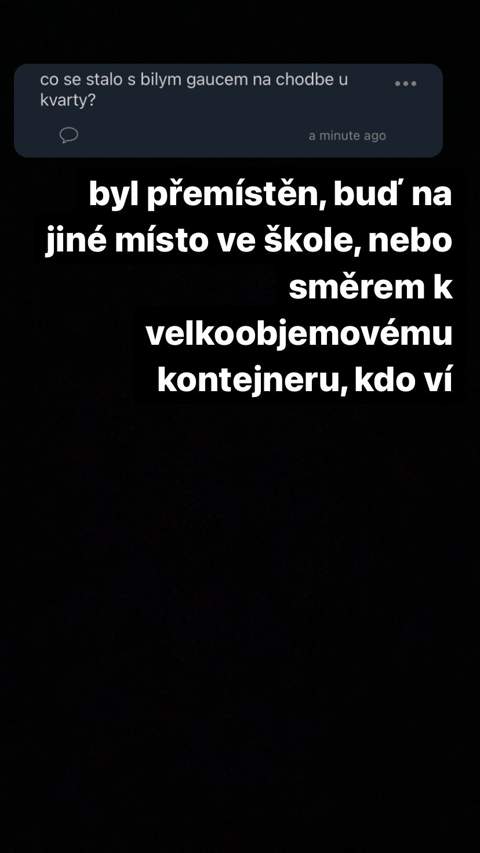 co se stalo s bilym gaucem na chodbe u
kvarty?
a minute ago
byl přemístěn, buď na
jiné místo ve škole, nebo
směrem k
velkoobjemovému
kontejneru, kdo ví